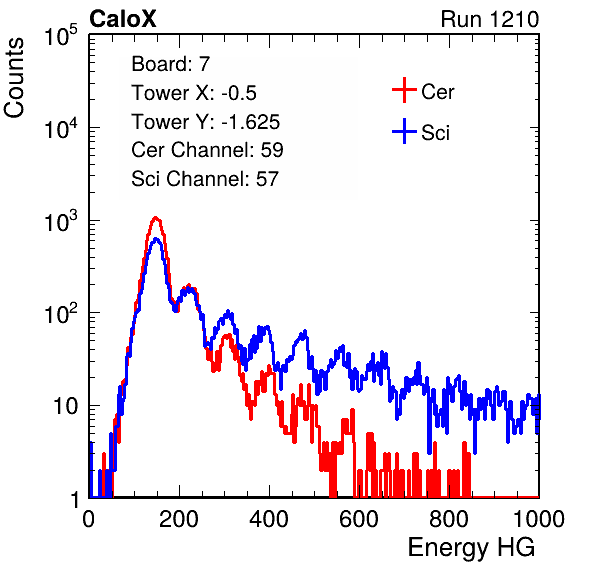 CaloX Run 1210
Counts
Board: 7
Tower X: -0.5
Tower Y: -1.625
Cer Channel: 59
Sci Channel: 57
Cer
Sci
10^5
10^4
10^3
10^2
10
1
0 200 400 600 800 1000
Energy HG